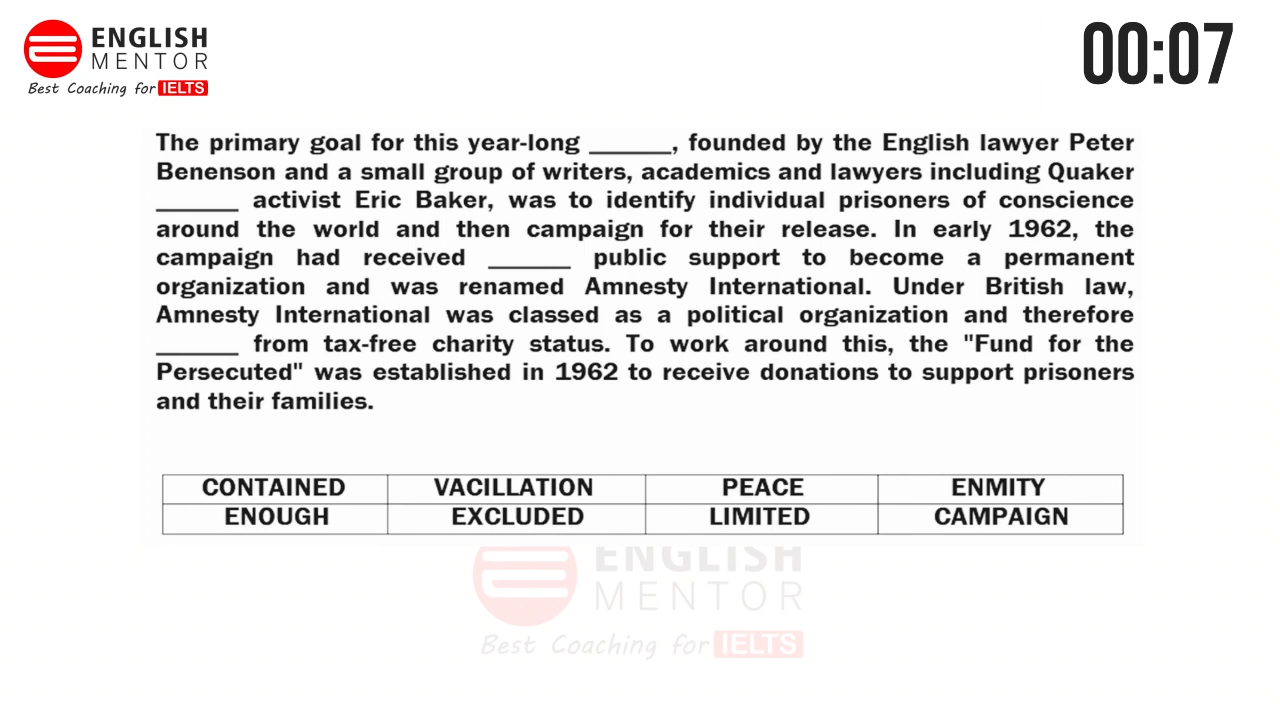 ENGLISH
MENTOR
Best Coaching for IELTS
00:07
The primary goal for this year-long ______, founded by the English lawyer Peter
Benenson and a small group of writers, academics and lawyers including Quaker
______ activist Eric Baker, was to identify individual prisoners of conscience
around the world and then campaign for their release. In early 1962, the
campaign had received ______ public support to become a permanent
organization and was renamed Amnesty International. Under British law,
Amnesty International was classed as a political organization and therefore
______ from tax-free charity status. To work around this, the "Fund for the
Persecuted" was established in 1962 to receive donations to support prisoners
and their families.
CONTAINED VACILLATION PEACE ENMITY
ENOUGH EXCLUDED LIMITED CAMPAIGN
ENGLISH
MENTOR
Best Coaching for IELTS